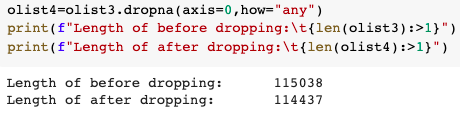 olist4=olist3.dropna(axis=0,how="any")
print(f"Length of before dropping:\t{len(olist3):>1}")
print(f"Length of after dropping:\t{len(olist4):>1}")
Length of before dropping:	115038
Length of after dropping:	114437